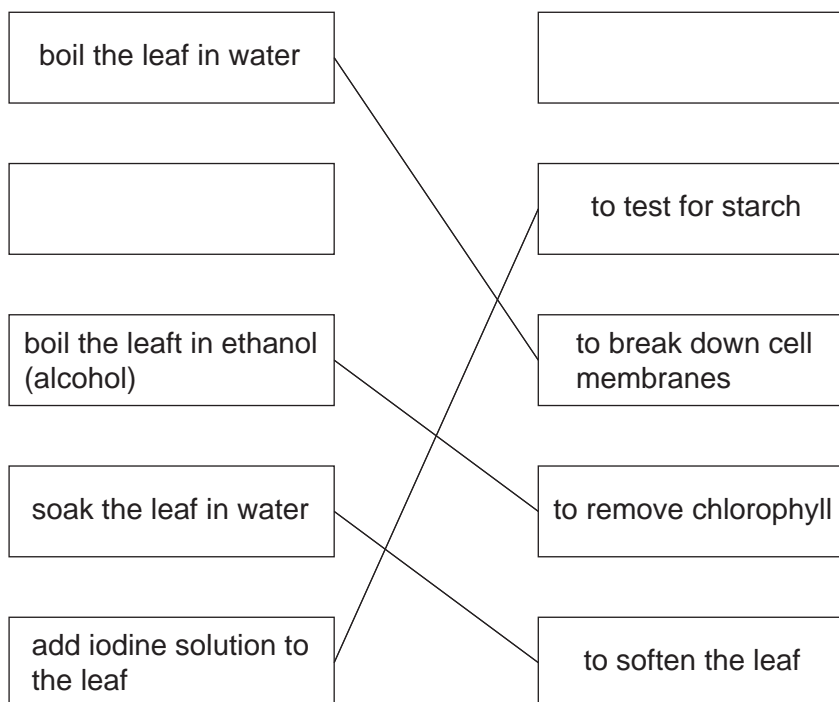 boil the leaf in water
to test for starch
boil the leaft in ethanol
(alcohol)
to break down cell
membranes
soak the leaf in water
to remove chlorophyll
add iodine solution to
the leaf
to soften the leaf